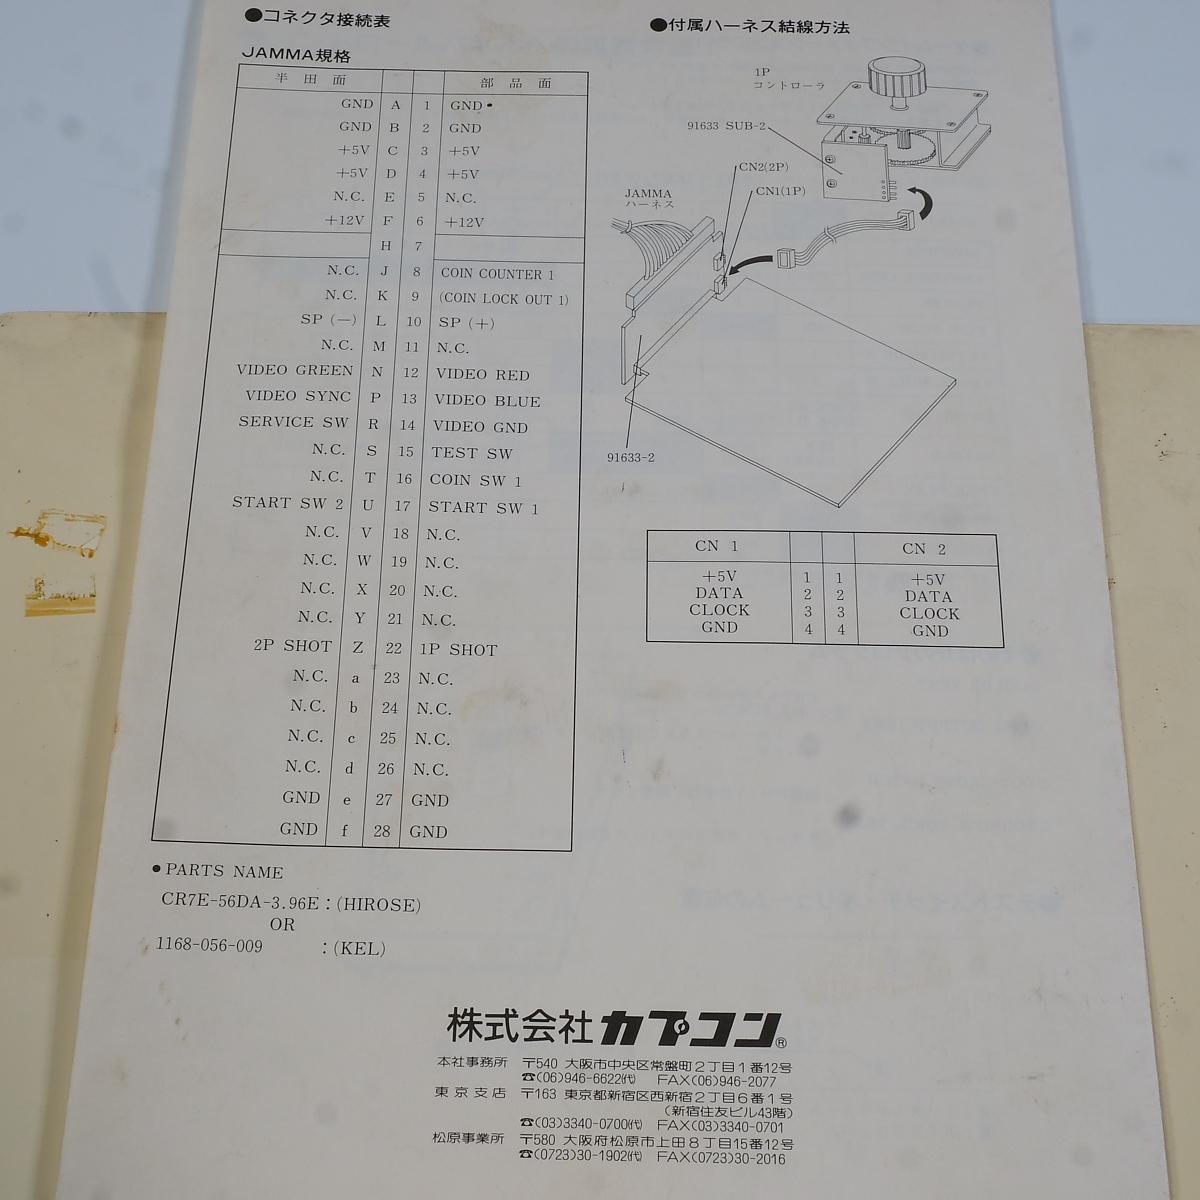 ●コネクタ接続表
JAMMA規格
半田面 部品面
GND A 1 GND
GND B 2 GND
+5V C 3 +5V
+5V D 4 +5V
N.C. E 5 N.C.
+12V F 6 +12V
H 7
N.C. J 8 COIN COUNTER 1
N.C. K 9 (COIN LOCK OUT 1)
SP (−) L 10 SP (+)
N.C. M 11 N.C.
VIDEO GREEN N 12 VIDEO RED
VIDEO SYNC P 13 VIDEO BLUE
SERVICE SW R 14 VIDEO GND
N.C. S 15 TEST SW
N.C. T 16 COIN SW 1
START SW 2 U 17 START SW 1
N.C. V 18 N.C.
N.C. W 19 N.C.
N.C. X 20 N.C.
N.C. Y 21 N.C.
2P SHOT Z 22 1P SHOT
N.C. a 23 N.C.
N.C. b 24 N.C.
N.C. c 25 N.C.
N.C. d 26 N.C.
GND e 27 GND
GND f 28 GND
●PARTS NAME
CR7E-56DA-3.96E : (HIROSE)
OR
1168-056-009 : (KEL)
●付属ハーネス結線方法
1P
コントローラ
91633 SUB-2
CN2(2P)
CN1(1P)
JAMMA
ハーネス
91633-2
CN 1 CN 2
+5V 1 1 +5V
DATA 2 2 DATA
CLOCK 3 3 CLOCK
GND 4 4 GND
株式会社カプコン®
本社事務所 〒540 大阪市中央区常盤町2丁目1番12号
☎(06)946-6622(代) FAX(06)946-2077
東京支店 〒163 東京都新宿区西新宿2丁目6番1号
(新宿住友ビル43階)
☎(03)3340-0700(代) FAX(03)3340-0701
松原事業所 〒580 大阪府松原市上田8丁目15番12号
☎(0723)30-1902(代) FAX(0723)30-2016